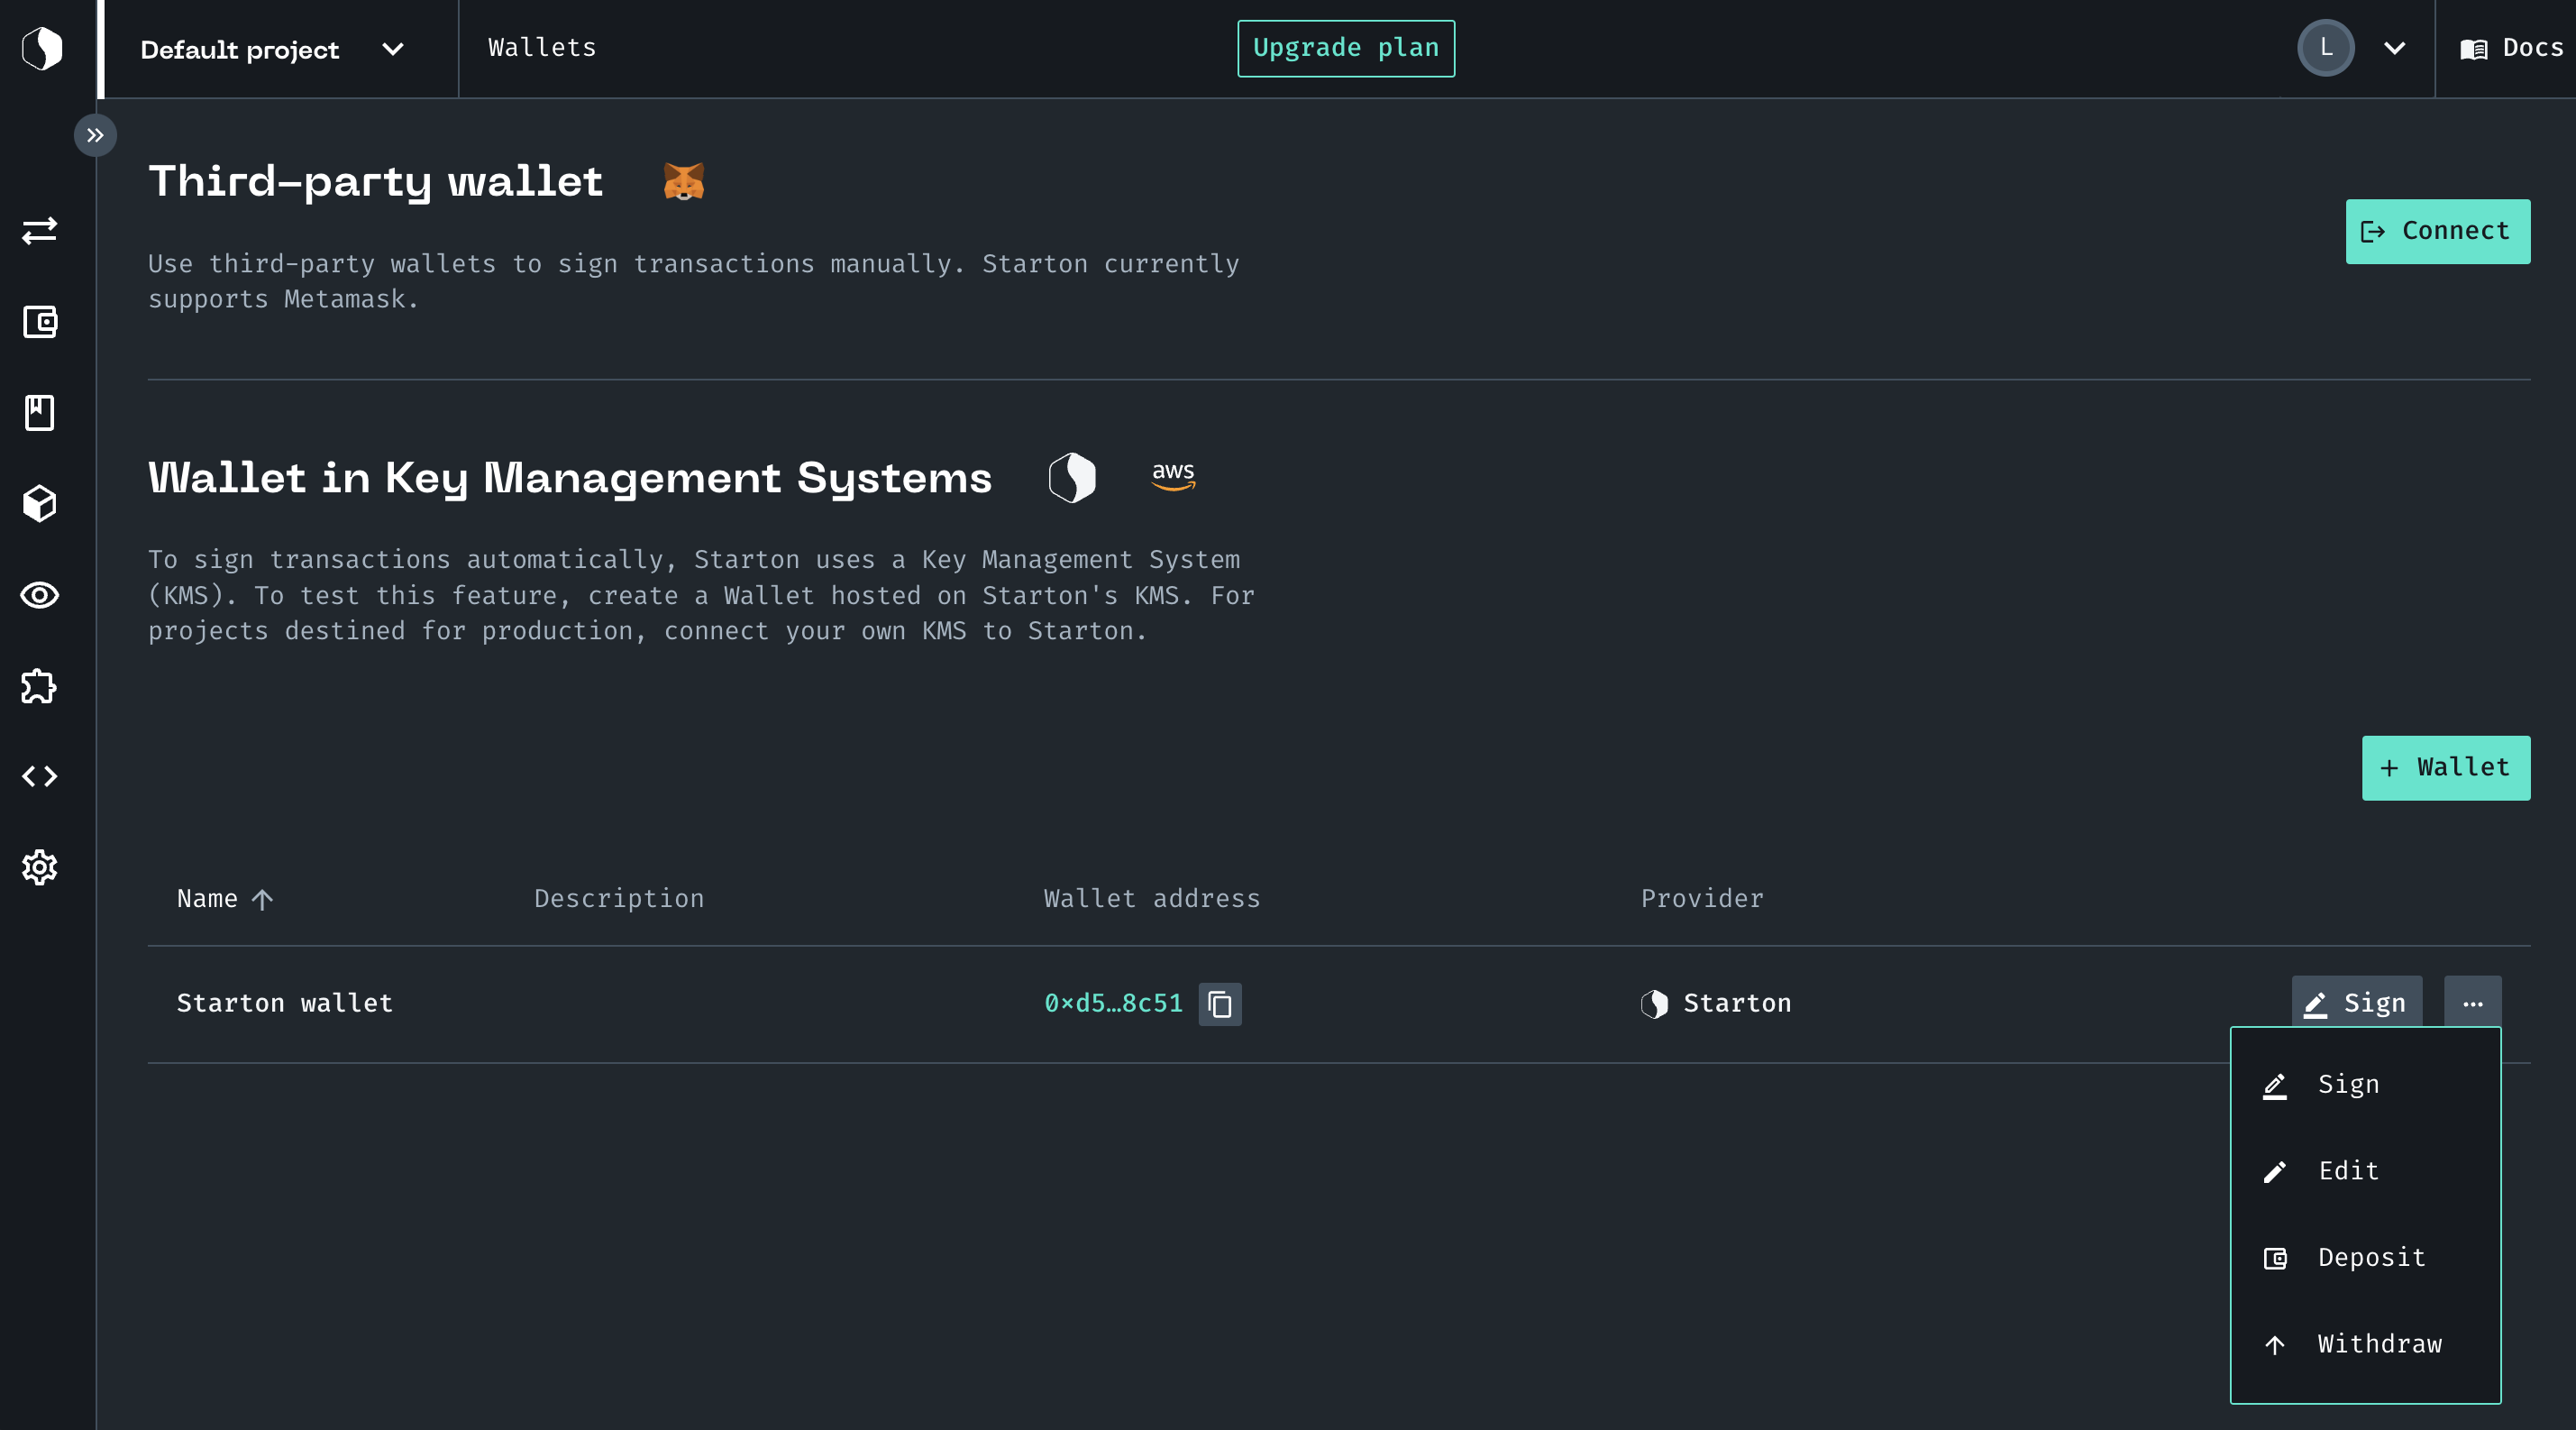 Default project
Wallets
Upgrade plan
L
Docs
Third-party wallet
Connect
Use third-party wallets to sign transactions manually. Starton currently
supports Metamask.
Wallet in Key Management Systems
aws
To sign transactions automatically, Starton uses a Key Management System
(KMS). To test this feature, create a Wallet hosted on Starton's KMS. For
projects destined for production, connect your own KMS to Starton.
+ Wallet
Name Description Wallet address Provider
Starton wallet 0xd5…8c51 Starton Sign …
Sign
Edit
Deposit
Withdraw